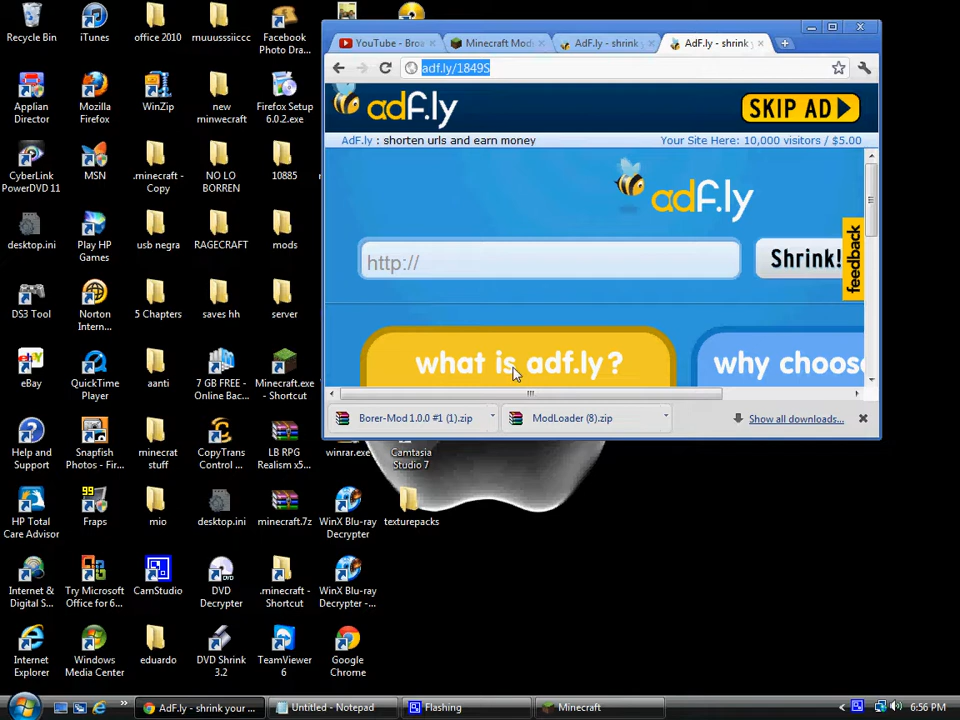 YouTube - Broa
Minecraft Mod
AdF.ly - shrink
AdF.ly - shrink
adf.ly/1849S
adf.ly
SKIP AD
AdF.ly : shorten urls and earn money
Your Site Here: 10,000 visitors / $5.00
adf.ly
http://
Shrink!
feedback
what is adf.ly?
why choose
Borer-Mod 1.0.0 #1 (1).zip
ModLoader (8).zip
Show all downloads...
Recycle Bin
iTunes
office 2010
muuusssiiccc
Facebook
Photo Dra...
Applian
Director
Mozilla
Firefox
WinZip
new
minwecraft
Firefox Setup
6.0.2.exe
CyberLink
PowerDVD 11
MSN
.minecraft -
Copy
NO LO
BORREN
10885
desktop.ini
Play HP
Games
usb negra
RAGECRAFT
mods
DS3 Tool
Norton
Intern...
5 Chapters
saves hh
server
eBay
QuickTime
Player
aanti
7 GB FREE -
Online Bac...
Minecraft.exe
- Shortcut
Help and
Support
Snapfish
Photos - Fir...
minecrat
stuff
CopyTrans
Control ...
LB RPG
Realism x5...
winrar.exe
Camtasia
Studio 7
HP Total
Care Advisor
99
Fraps
mio
desktop.ini
minecraft.7z
WinX Blu-ray
Decrypter
texturepacks
Internet &
Digital S...
Try Microsoft
Office for 6...
CamStudio
DVD
Decrypter
.minecraft -
Shortcut
WinX Blu-ray
Decrypter -...
Internet
Explorer
Windows
Media Center
eduardo
DVD Shrink
3.2
TeamViewer
6
Google
Chrome
AdF.ly - shrink your ...
Untitled - Notepad
Flashing
Minecraft
6:56 PM